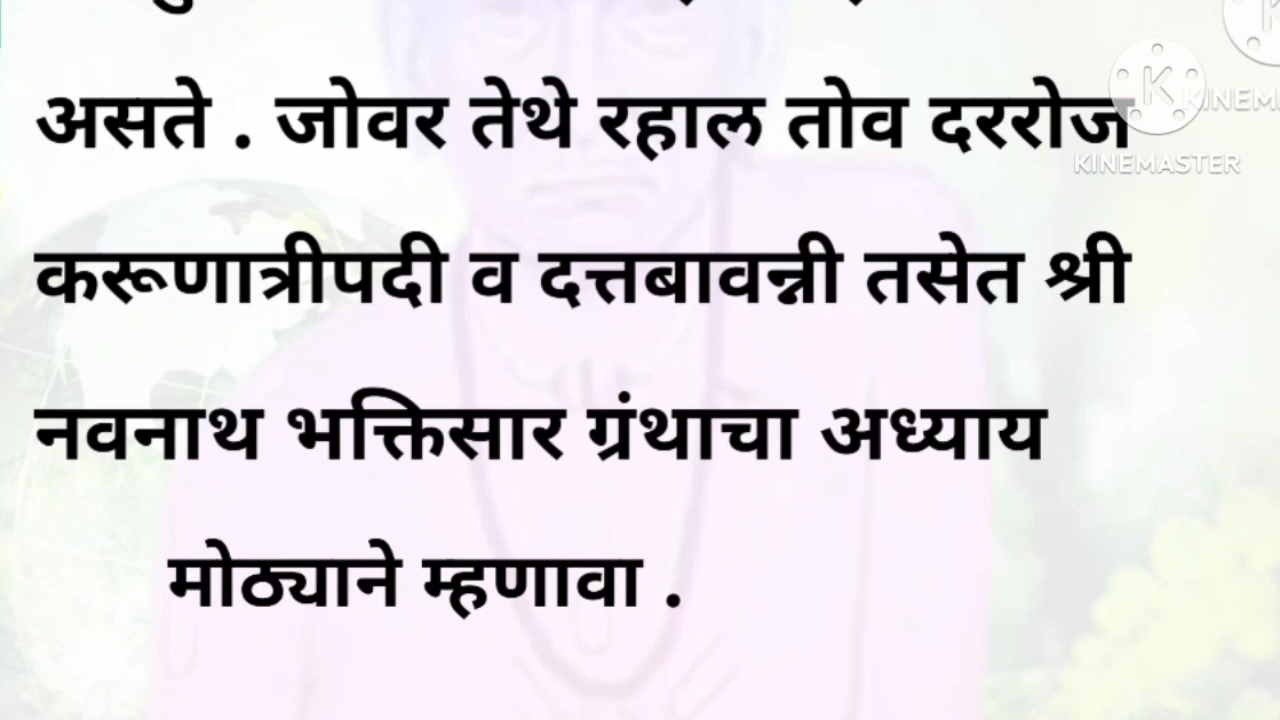 असते . जोवर तेथे रहाल तोव दररोज
करूणात्रीपदी व दत्तबावन्नी तसेत श्री
नवनाथ भक्तिसार ग्रंथाचा अध्याय
मोठ्याने म्हणावा .
KINEMASTER